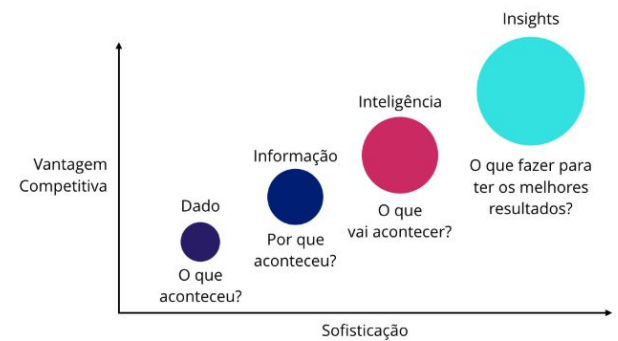 Insights
Inteligência
Informação
Vantagem
Competitiva
O que fazer para
ter os melhores
resultados?
Dado
O que
vai acontecer?
Por que
aconteceu?
O que
aconteceu?
Sofisticação